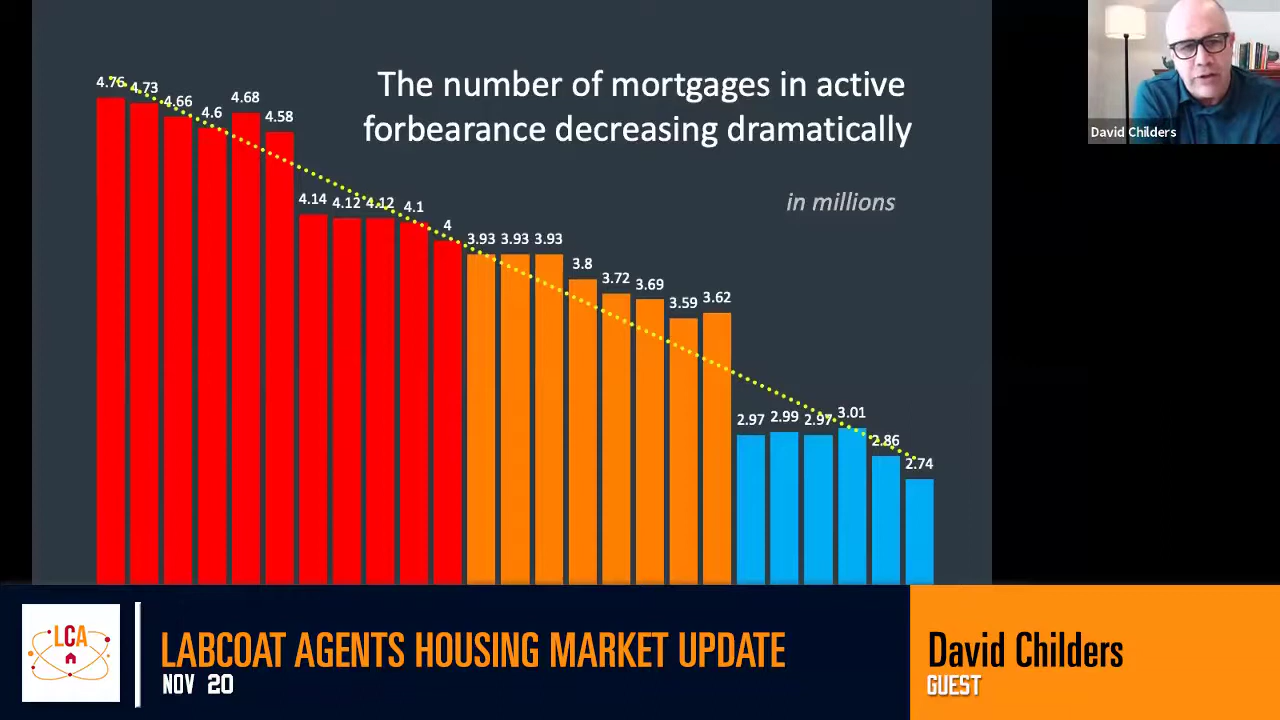 The number of mortgages in active
forbearance decreasing dramatically
in millions
4.76
4.73
4.66
4.6
4.68
4.58
4.14
4.12
4.12
4.1
4
3.93
3.93
3.93
3.8
3.72
3.69
3.59
3.62
2.97
2.99
2.97
3.01
2.86
2.74
David Childers
LCA
LABCOAT AGENTS HOUSING MARKET UPDATE
NOV 20
David Childers
GUEST